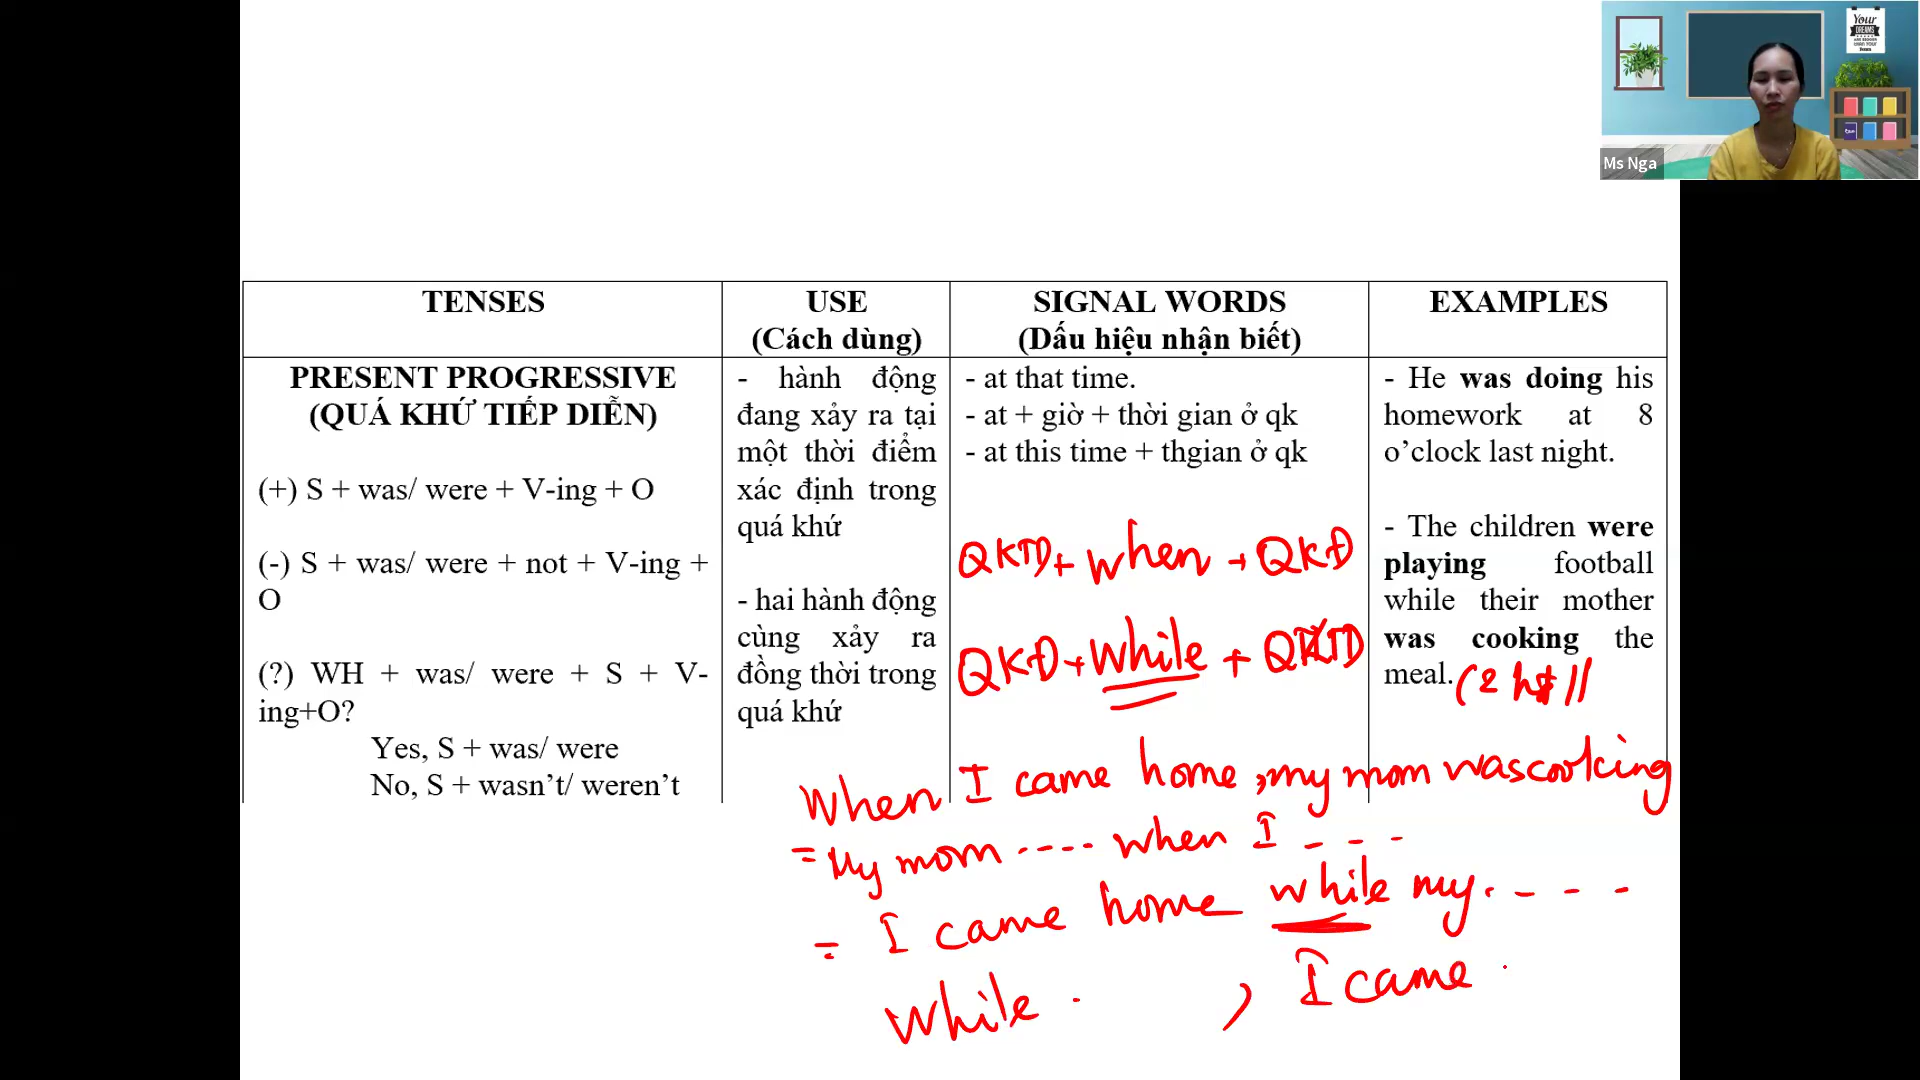 Your
DREAMS
Ms Nga
TENSES
USE
(Cách dùng)
SIGNAL WORDS
(Dấu hiệu nhận biết)
EXAMPLES
PRESENT PROGRESSIVE
(QUÁ KHỨ TIẾP DIỄN)
(+) S + was/ were + V-ing + O
(-) S + was/ were + not + V-ing +
O
(?) WH + was/ were + S + V-
ing+O?
Yes, S + was/ were
No, S + wasn’t/ weren’t
- hành động
đang xảy ra tại
một thời điểm
xác định trong
quá khứ
- hai hành động
cùng xảy ra
đồng thời trong
quá khứ
- at that time.
- at + giờ + thời gian ở qk
- at this time + thgian ở qk
QKTD + when + QKĐ
QKĐ + while + QKTD
- He was doing his
homework at 8
o’clock last night.
- The children were
playing football
while their mother
was cooking the
meal.
(2 hđ //
When I came home, my mom was cooking
= My mom .... when I - - -
= I came home while my. - - - -
While . , I came .